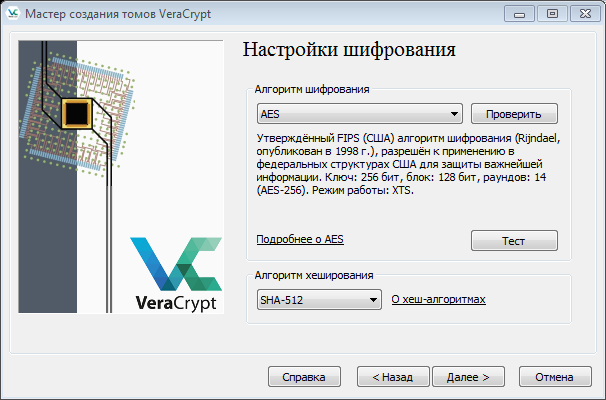 Мастер создания томов VeraCrypt
Настройки шифрования
Алгоритм шифрования
AES
Проверить
Утверждённый FIPS (США) алгоритм шифрования (Rijndael,
опубликован в 1998 г.), разрешён к применению в
федеральных структурах США для защиты важнейшей
информации. Ключ: 256 бит, блок: 128 бит, раундов: 14
(AES-256). Режим работы: XTS.
Подробнее о AES
Тест
VeraCrypt
Алгоритм хеширования
SHA-512
О хеш-алгоритмах
Справка
< Назад
Далее >
Отмена